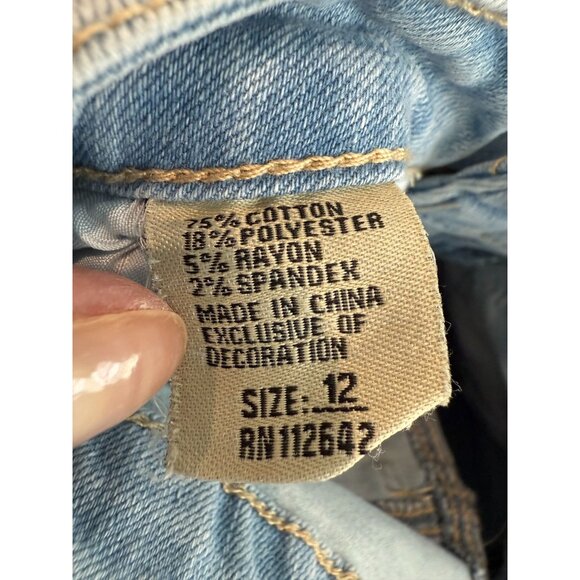 75% COTTON
18% POLYESTER
5% RAYON
2% SPANDEX
MADE IN CHINA
EXCLUSIVE OF
DECORATION
SIZE: 12
RN112642